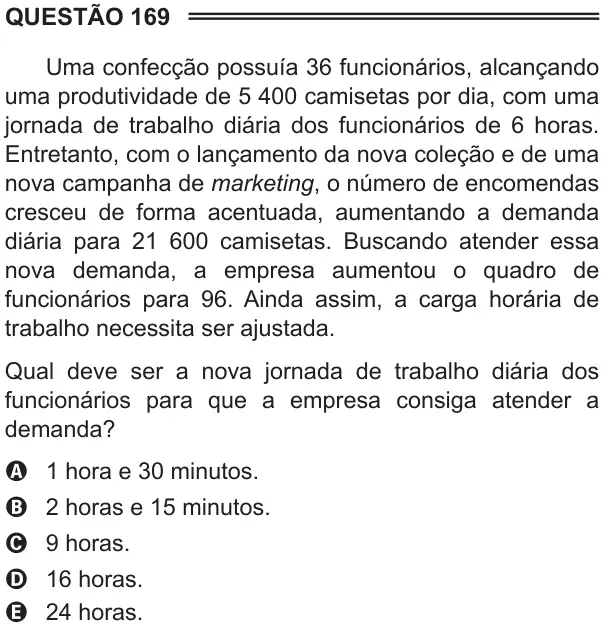 QUESTÃO 169
Uma confecção possuía 36 funcionários, alcançando
uma produtividade de 5 400 camisetas por dia, com uma
jornada de trabalho diária dos funcionários de 6 horas.
Entretanto, com o lançamento da nova coleção e de uma
nova campanha de marketing, o número de encomendas
cresceu de forma acentuada, aumentando a demanda
diária para 21 600 camisetas. Buscando atender essa
nova demanda, a empresa aumentou o quadro de
funcionários para 96. Ainda assim, a carga horária de
trabalho necessita ser ajustada.
Qual deve ser a nova jornada de trabalho diária dos
funcionários para que a empresa consiga atender a
demanda?
A 1 hora e 30 minutos.
B 2 horas e 15 minutos.
C 9 horas.
D 16 horas.
E 24 horas.